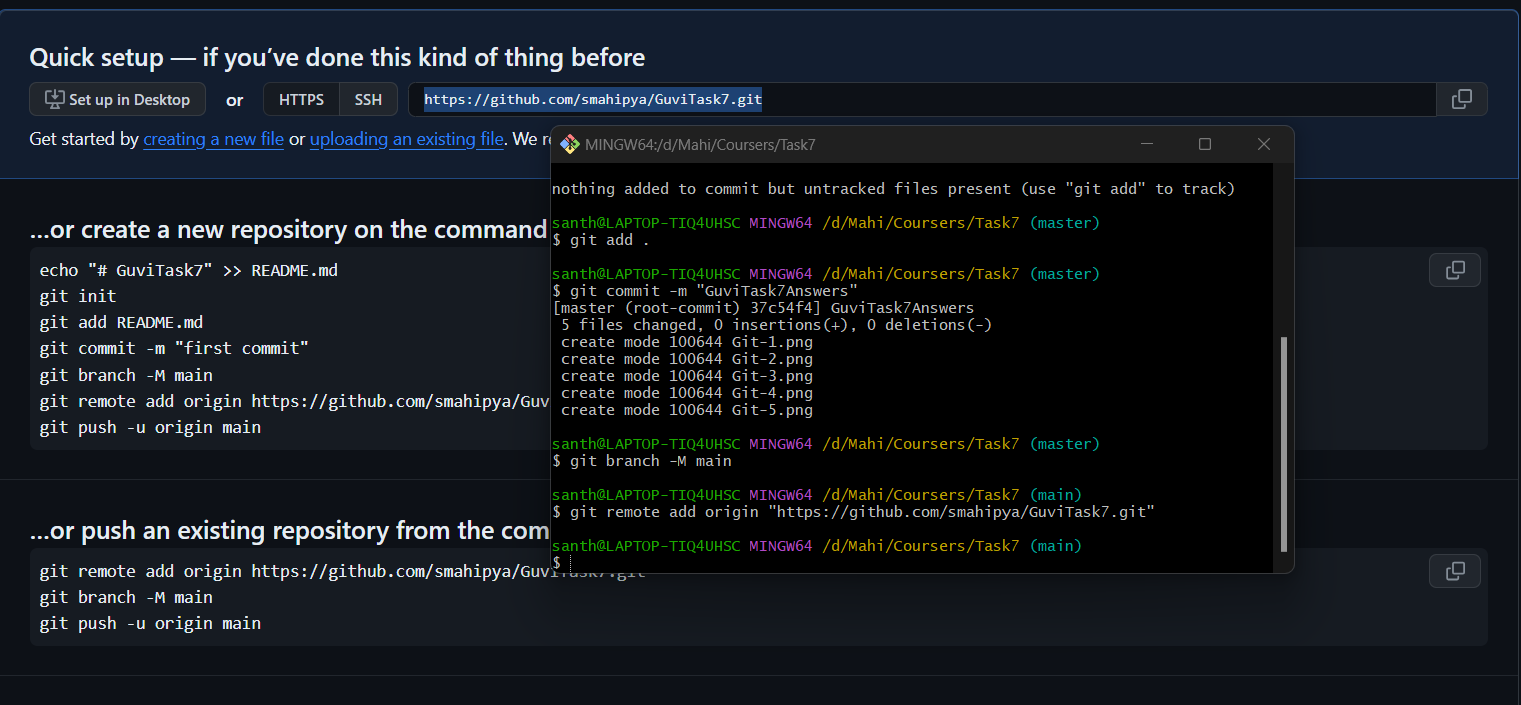 Quick setup — if you’ve done this kind of thing before
Set up in Desktop or HTTPS SSH https://github.com/smahipya/GuviTask7.git
Get started by creating a new file or uploading an existing file. We
…or create a new repository on the command
echo "# GuviTask7" >> README.md
git init
git add README.md
git commit -m "first commit"
git branch -M main
git remote add origin https://github.com/smahipya/Guv
git push -u origin main
…or push an existing repository from the com
git remote add origin https://github.com/smahipya/GuviTask7.git
git branch -M main
git push -u origin main
MINGW64:/d/Mahi/Coursers/Task7
nothing added to commit but untracked files present (use "git add" to track)
santh@LAPTOP-TIQ4UHSC MINGW64 /d/Mahi/Coursers/Task7 (master)
$ git add .
santh@LAPTOP-TIQ4UHSC MINGW64 /d/Mahi/Coursers/Task7 (master)
$ git commit -m "GuviTask7Answers"
[master (root-commit) 37c54f4] GuviTask7Answers
5 files changed, 0 insertions(+), 0 deletions(-)
create mode 100644 Git-1.png
create mode 100644 Git-2.png
create mode 100644 Git-3.png
create mode 100644 Git-4.png
create mode 100644 Git-5.png
santh@LAPTOP-TIQ4UHSC MINGW64 /d/Mahi/Coursers/Task7 (master)
$ git branch -M main
santh@LAPTOP-TIQ4UHSC MINGW64 /d/Mahi/Coursers/Task7 (main)
$ git remote add origin "https://github.com/smahipya/GuviTask7.git"
santh@LAPTOP-TIQ4UHSC MINGW64 /d/Mahi/Coursers/Task7 (main)
$